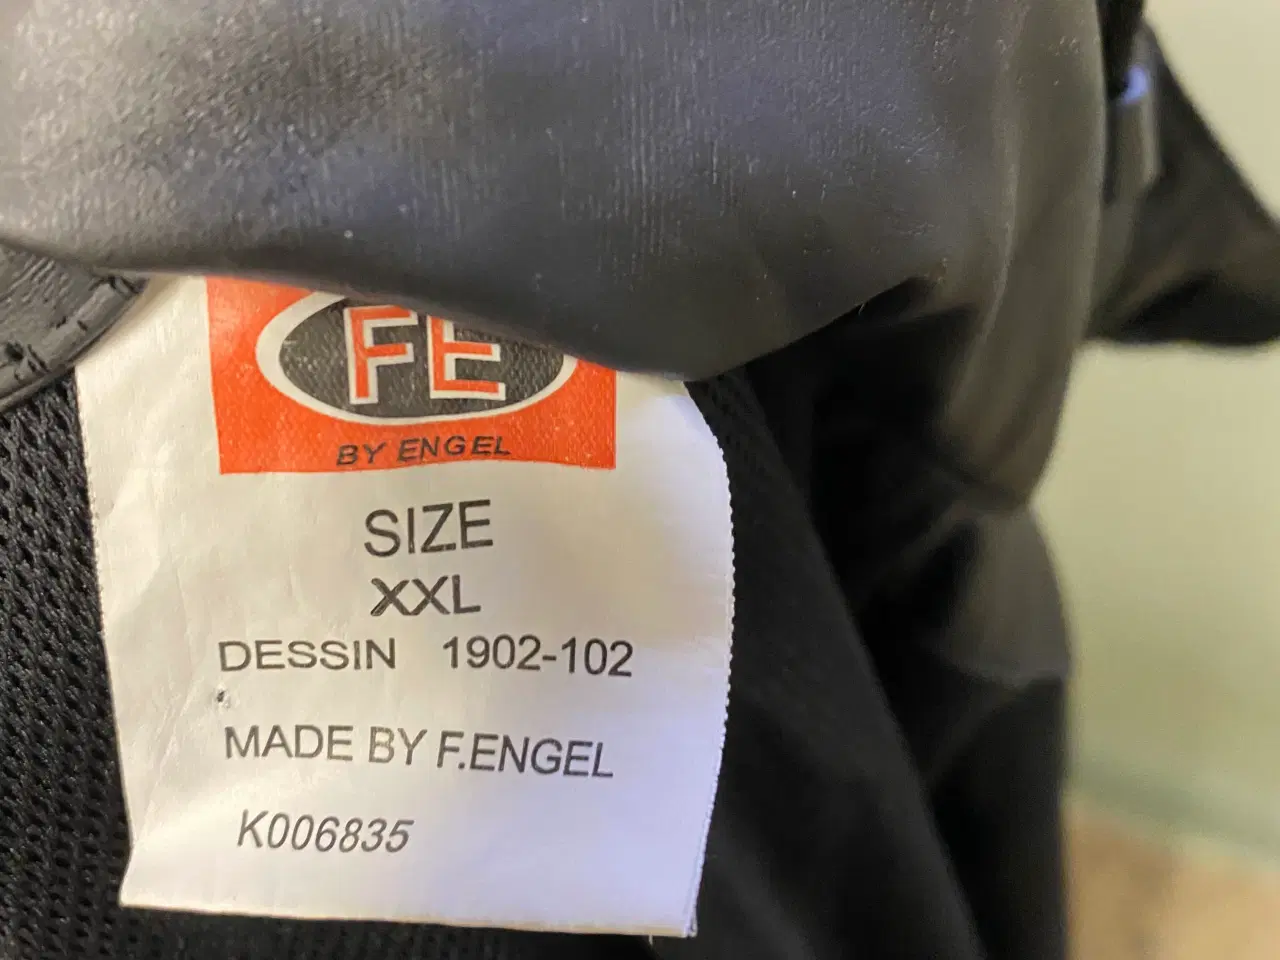 FE
BY ENGEL
SIZE
XXL
DESSIN 1902-102
MADE BY F.ENGEL
K006835